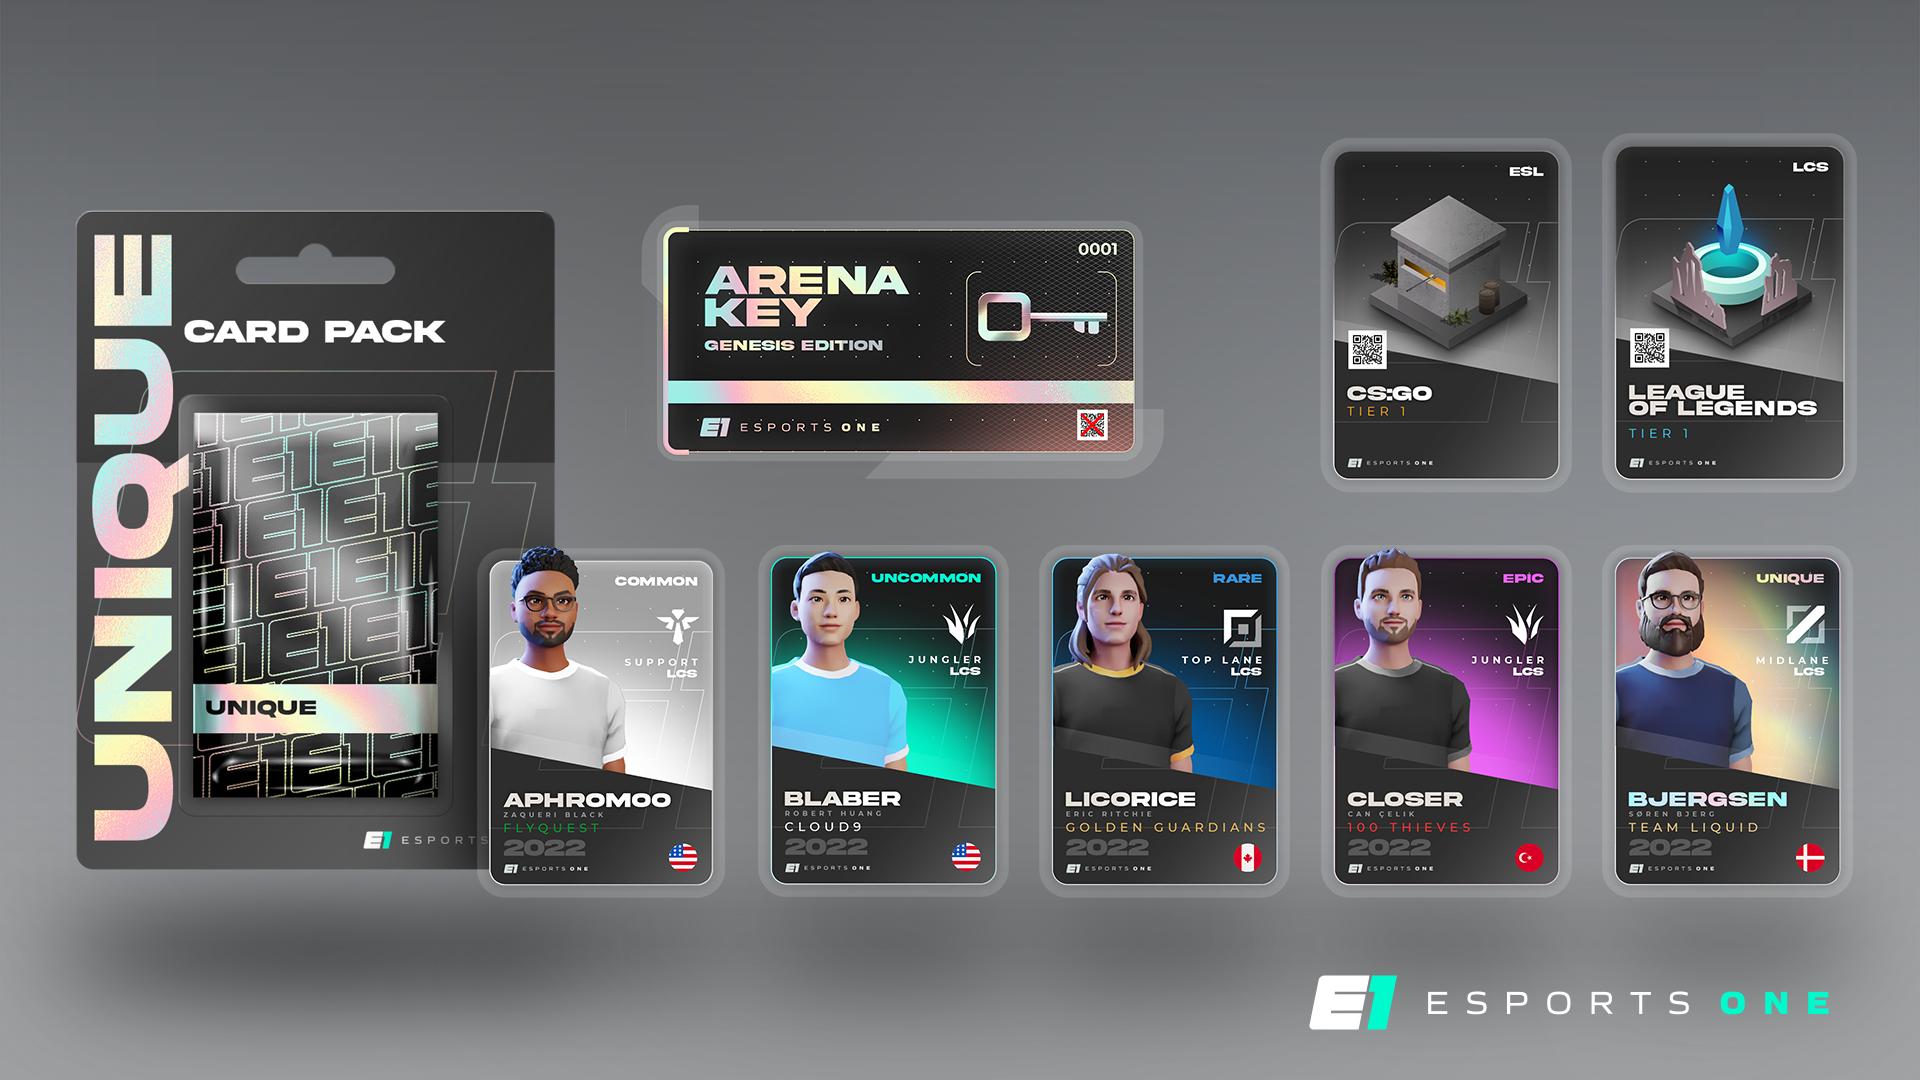 UNIQUE
CARD PACK
UNIQUE
E1 ESPORTS
ARENA
KEY
GENESIS EDITION
0001
E1 ESPORTS ONE
ESL
CS:GO
TIER 1
E1 ESPORTS ONE
LCS
LEAGUE
OF LEGENDS
TIER 1
E1 ESPORTS ONE
COMMON
SUPPORT
LCS
APHROMOO
ZAQUERI BLACK
FLYQUEST
2022
E1 ESPORTS ONE
UNCOMMON
JUNGLER
LCS
BLABER
ROBERT HUANG
CLOUD9
2022
E1 ESPORTS ONE
RARE
TOP LANE
LCS
LICORICE
ERIC RITCHIE
GOLDEN GUARDIANS
2022
E1 ESPORTS ONE
EPIC
JUNGLER
LCS
CLOSER
CAN ÇELIK
100 THIEVES
2022
E1 ESPORTS ONE
UNIQUE
MIDLANE
LCS
BJERGSEN
SØREN BJERG
TEAM LIQUID
2022
E1 ESPORTS ONE
E1 ESPORTS ONE